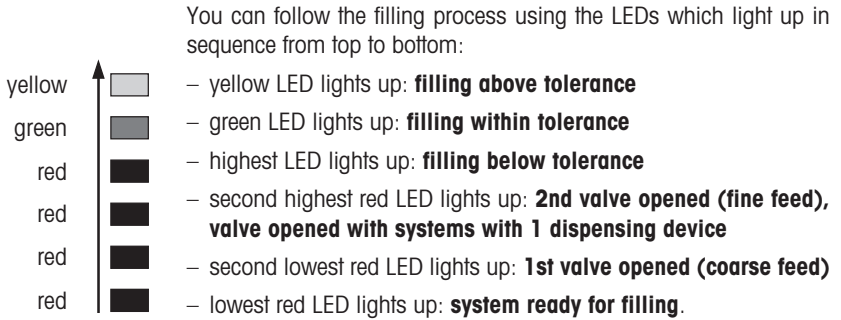 You can follow the filling process using the LEDs which light up in
sequence from top to bottom:
yellow
– yellow LED lights up: filling above tolerance
green
– green LED lights up: filling within tolerance
red
– highest LED lights up: filling below tolerance
red
– second highest red LED lights up: 2nd valve opened (fine feed),
valve opened with systems with 1 dispensing device
red
– second lowest red LED lights up: 1st valve opened (coarse feed)
red
– lowest red LED lights up: system ready for filling.